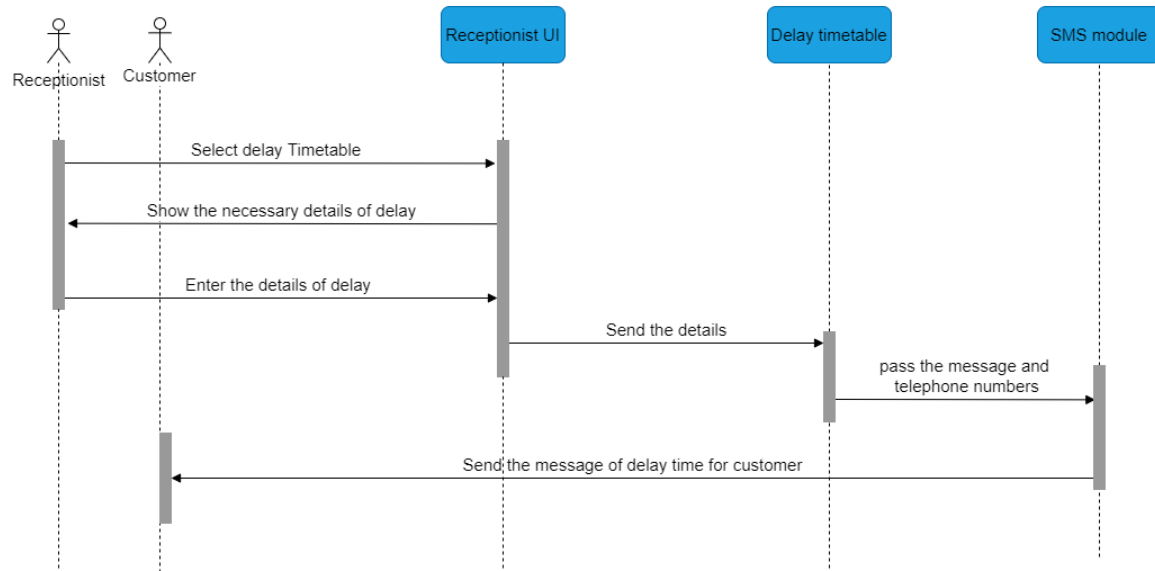 Receptionist
Customer
Receptionist UI
Delay timetable
SMS module
Select delay Timetable
Show the necessary details of delay
Enter the details of delay
Send the details
pass the message and
telephone numbers
Send the message of delay time for customer